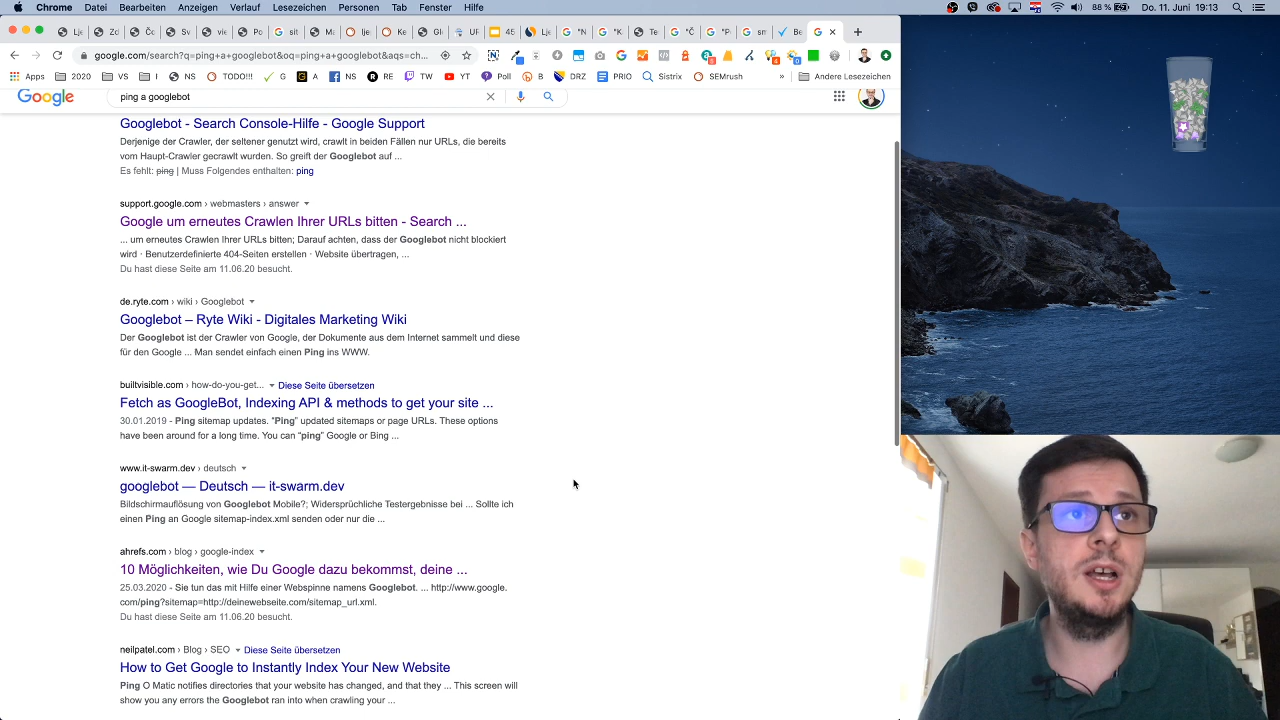 Chrome Datei Bearbeiten Anzeigen Verlauf Lesezeichen Personen Tab Fenster Hilfe 88 % Do. 11. Juni 19:13
google.com/search?q=ping+a+googlebot&oq=ping+a+googlebot&aqs=ch...
Apps 2020 VS I NS TODO!!! G A NS RE TW YT Poll B DRZ PRIO Sistrix SEMrush » Andere Lesezeichen
Google ping a googlebot
Googlebot - Search Console-Hilfe - Google Support
Derjenige der Crawler, der seltener genutzt wird, crawlt in beiden Fällen nur URLs, die bereits
vom Haupt-Crawler gecrawlt wurden. So greift der Googlebot auf ...
Es fehlt: ping | Muss Folgendes enthalten: ping
support.google.com › webmasters › answer
Google um erneutes Crawlen Ihrer URLs bitten - Search ...
... um erneutes Crawlen Ihrer URLs bitten; Darauf achten, dass der Googlebot nicht blockiert
wird · Benutzerdefinierte 404-Seiten erstellen · Website übertragen, ...
Du hast diese Seite am 11.06.20 besucht.
de.ryte.com › wiki › Googlebot
Googlebot – Ryte Wiki - Digitales Marketing Wiki
Der Googlebot ist der Crawler von Google, der Dokumente aus dem Internet sammelt und diese
für den Google ... Man sendet einfach einen Ping ins WWW.
builtvisible.com › how-do-you-get... Diese Seite übersetzen
Fetch as GoogleBot, Indexing API & methods to get your site ...
30.01.2019 - Ping sitemap updates. “Ping” updated sitemaps or page URLs. These options
have been around for a long time. You can “ping” Google or Bing ...
www.it-swarm.dev › deutsch
googlebot — Deutsch — it-swarm.dev
Bildschirmauflösung von Googlebot Mobile?; Widersprüchliche Testergebnisse bei ... Sollte ich
einen Ping an Google sitemap-index.xml senden oder nur die ...
ahrefs.com › blog › google-index
10 Möglichkeiten, wie Du Google dazu bekommst, deine ...
25.03.2020 - Sie tun das mit Hilfe einer Webspinne namens Googlebot. ... http://www.google.
com/ping?sitemap=http://deinewebseite.com/sitemap_url.xml.
Du hast diese Seite am 11.06.20 besucht.
neilpatel.com › Blog › SEO Diese Seite übersetzen
How to Get Google to Instantly Index Your New Website
Ping O Matic notifies directories that your website has changed, and that they ... This screen will
show you any errors the Googlebot ran into when crawling your ...